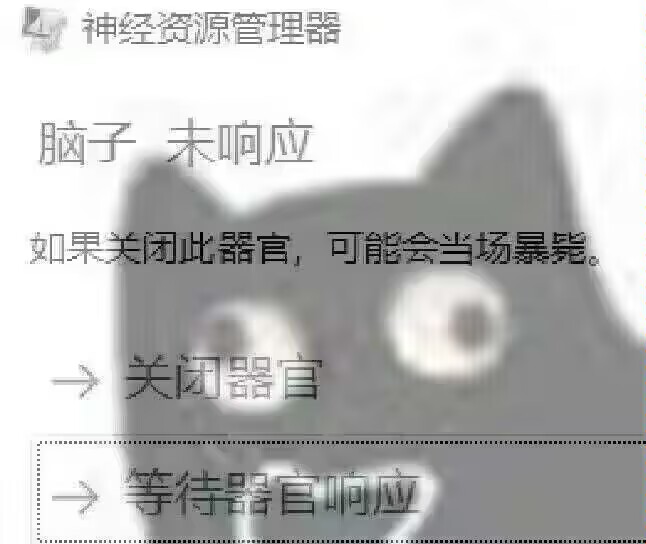 神经资源管理器
脑子 未响应
如果关闭此器官，可能会当场暴毙。
→ 关闭器官
→ 等待器官响应